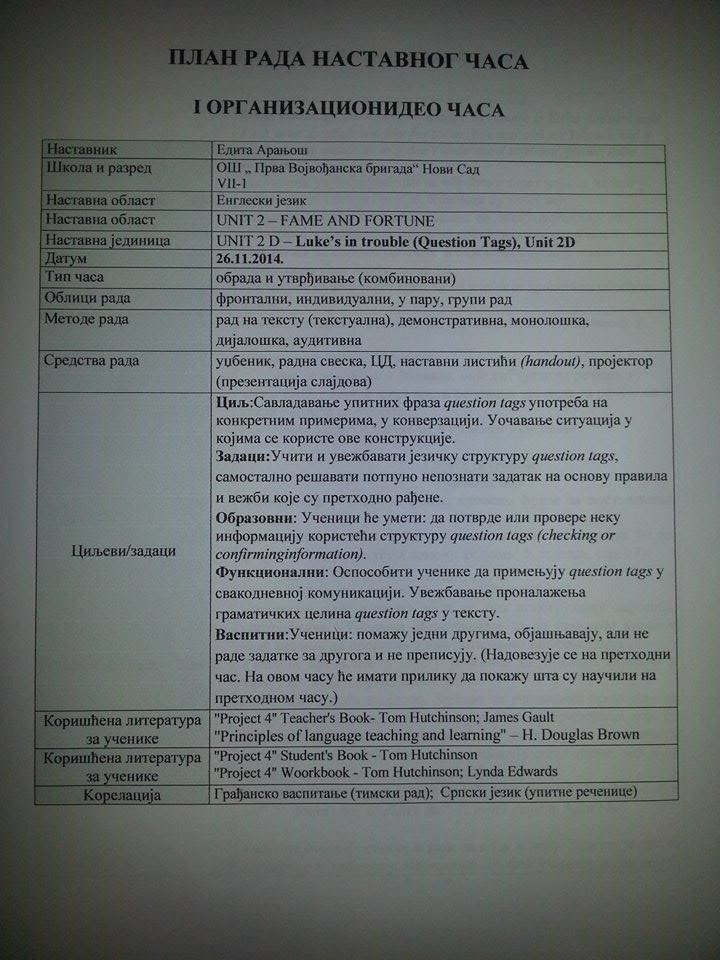 ПЛАН РАДА НАСТАВНОГ ЧАСА
I ОРГАНИЗАЦИОНИДЕО ЧАСА
Наставник Едита Арањош
Школа и разред ОШ „ Прва Војвођанска бригада“ Нови Сад
VII-1
Наставна област Енглески језик
Наставна област UNIT 2 – FAME AND FORTUNE
Наставна јединица UNIT 2 D – Luke's in trouble (Question Tags), Unit 2D
Датум 26.11.2014.
Тип часа обрада и утврђивање (комбиновани)
Облици рада фронтални, индивидуални, у пару, групи рад
Методе рада рад на тексту (текстуална), демонстративна, монолошка,
дијалошка, аудитивна
Средства рада уџбеник, радна свеска, ЦД, наставни листићи (handout), пројектор
(презентација слајдова)
Циљеви/задаци
Циљ:Савладавање упитних фраза question tags употреба на
конкретним примерима, у конверзацији. Уочавање ситуација у
којима се користе ове конструкције.
Задаци:Учити и увежбавати језичку структуру question tags,
самостално решавати потпуно непознати задатак на основу правила
и вежби које су претходно рађене.
Образовни: Ученици ће умети: да потврде или провере неку
информацију користећи структуру question tags (checking or
confirminginformation).
Функционални: Оспособити ученике да примењују question tags у
свакодневној комуникацији. Увежбавање проналажења
граматичких целина question tags у тексту.
Васпитни:Ученици: помажу једни другима, објашњавају, али не
раде задатке за другога и не преписују. (Надовезује се на претходни
час. На овом часу ће имати прилику да покажу шта су научили на
претходном часу.)
Коришћена литература "Project 4" Teacher's Book- Tom Hutchinson; James Gault
за ученике "Principles of language teaching and learning" – H. Douglas Brown
Коришћена литература "Project 4" Student's Book - Tom Hutchinson
за ученике "Project 4" Woorkbook - Tom Hutchinson; Lynda Edwards
Корелација Грађанско васпитање (тимски рад); Српски језик (упитне реченице)